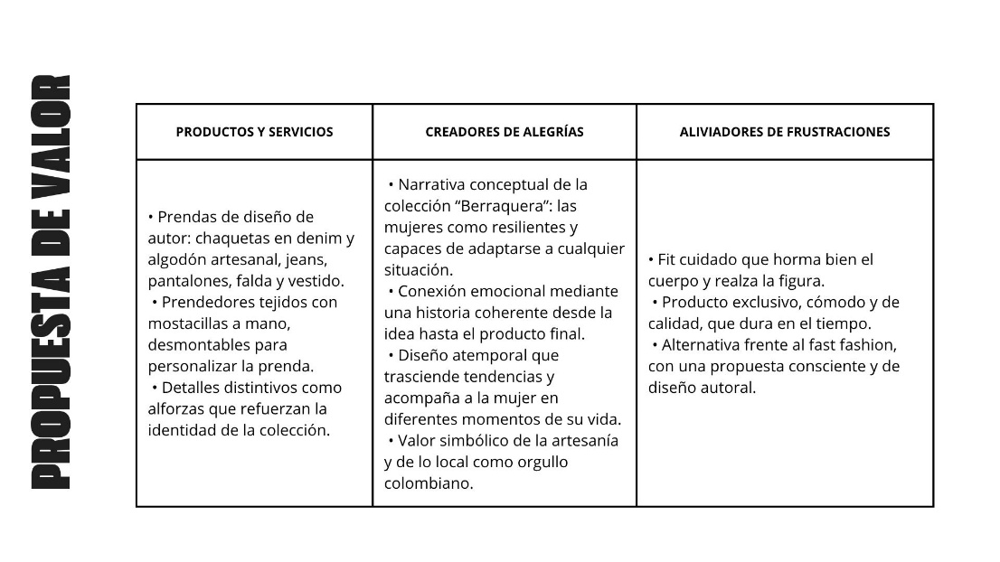 PROPUESTA DE VALOR
PRODUCTOS Y SERVICIOS
CREADORES DE ALEGRÍAS
ALIVIADORES DE FRUSTRACIONES
• Prendas de diseño de
autor: chaquetas en denim y
algodón artesanal, jeans,
pantalones, falda y vestido.
• Prendedores tejidos con
mostacillas a mano,
desmontables para
personalizar la prenda.
• Detalles distintivos como
alforzas que refuerzan la
identidad de la colección.
• Narrativa conceptual de la
colección “Berraquera”: las
mujeres como resilientes y
capaces de adaptarse a cualquier
situación.
• Conexión emocional mediante
una historia coherente desde la
idea hasta el producto final.
• Diseño atemporal que
trasciende tendencias y
acompaña a la mujer en
diferentes momentos de su vida.
• Valor simbólico de la artesanía
y de lo local como orgullo
colombiano.
• Fit cuidado que horma bien el
cuerpo y realza la figura.
• Producto exclusivo, cómodo y de
calidad, que dura en el tiempo.
• Alternativa frente al fast fashion,
con una propuesta consciente y de
diseño autoral.